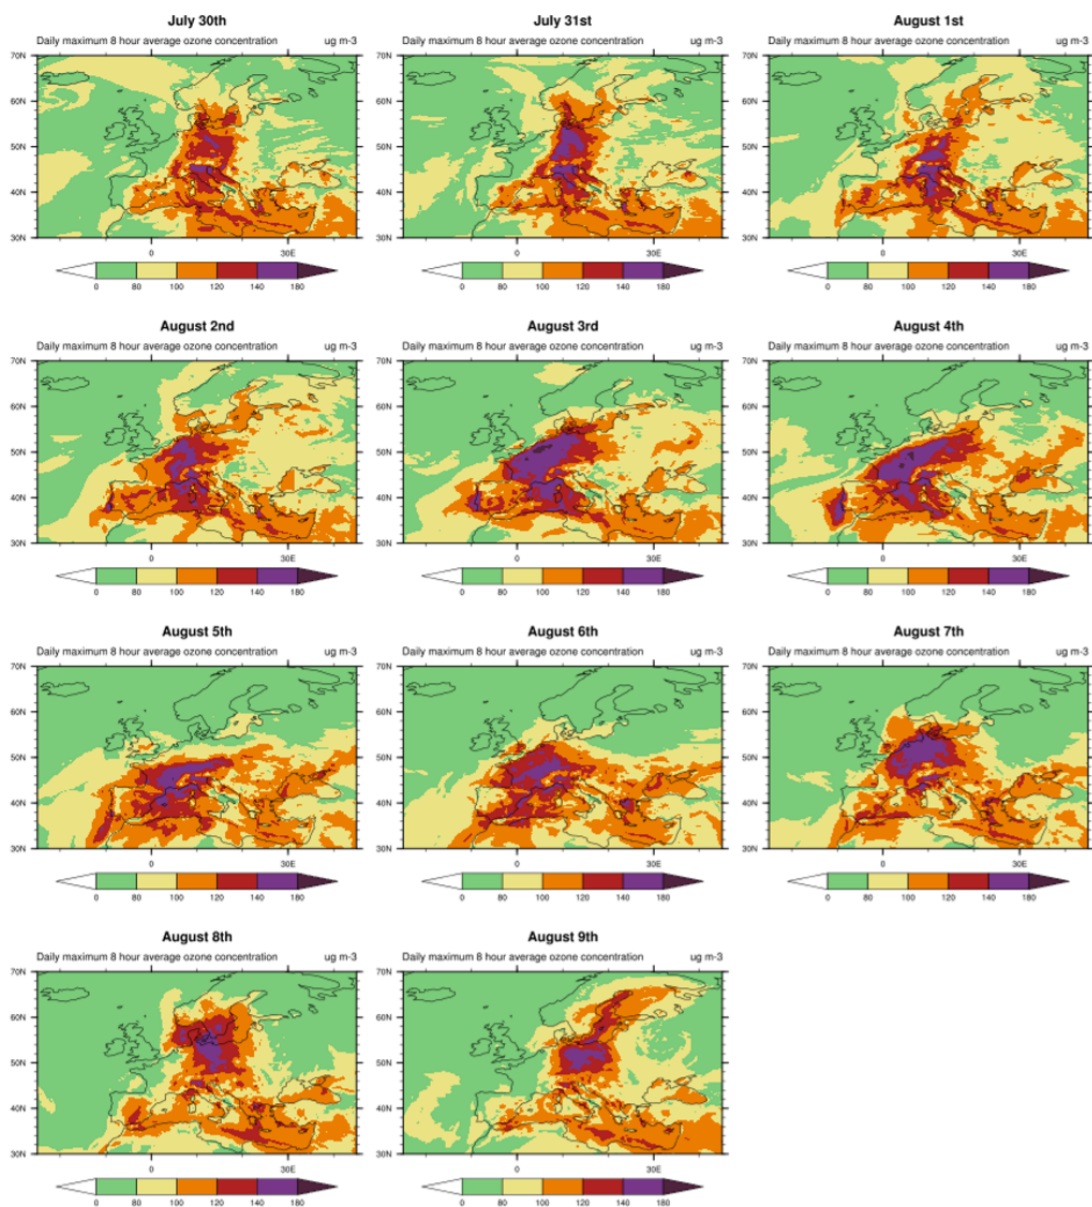 July 30th
Daily maximum 8 hour average ozone concentration ug m-3
70N
60N
50N
40N
30N
0 30E
0 80 100 120 140 180
July 31st
Daily maximum 8 hour average ozone concentration ug m-3
70N
60N
50N
40N
30N
0 30E
0 80 100 120 140 180
August 1st
Daily maximum 8 hour average ozone concentration ug m-3
70N
60N
50N
40N
30N
0 30E
0 80 100 120 140 180
August 2nd
Daily maximum 8 hour average ozone concentration ug m-3
70N
60N
50N
40N
30N
0 30E
0 80 100 120 140 180
August 3rd
Daily maximum 8 hour average ozone concentration ug m-3
70N
60N
50N
40N
30N
0 30E
0 80 100 120 140 180
August 4th
Daily maximum 8 hour average ozone concentration ug m-3
70N
60N
50N
40N
30N
0 30E
0 80 100 120 140 180
August 5th
Daily maximum 8 hour average ozone concentration ug m-3
70N
60N
50N
40N
30N
0 30E
0 80 100 120 140 180
August 6th
Daily maximum 8 hour average ozone concentration ug m-3
70N
60N
50N
40N
30N
0 30E
0 80 100 120 140 180
August 7th
Daily maximum 8 hour average ozone concentration ug m-3
70N
60N
50N
40N
30N
0 30E
0 80 100 120 140 180
August 8th
Daily maximum 8 hour average ozone concentration ug m-3
70N
60N
50N
40N
30N
0 30E
0 80 100 120 140 180
August 9th
Daily maximum 8 hour average ozone concentration ug m-3
70N
60N
50N
40N
30N
0 30E
0 80 100 120 140 180